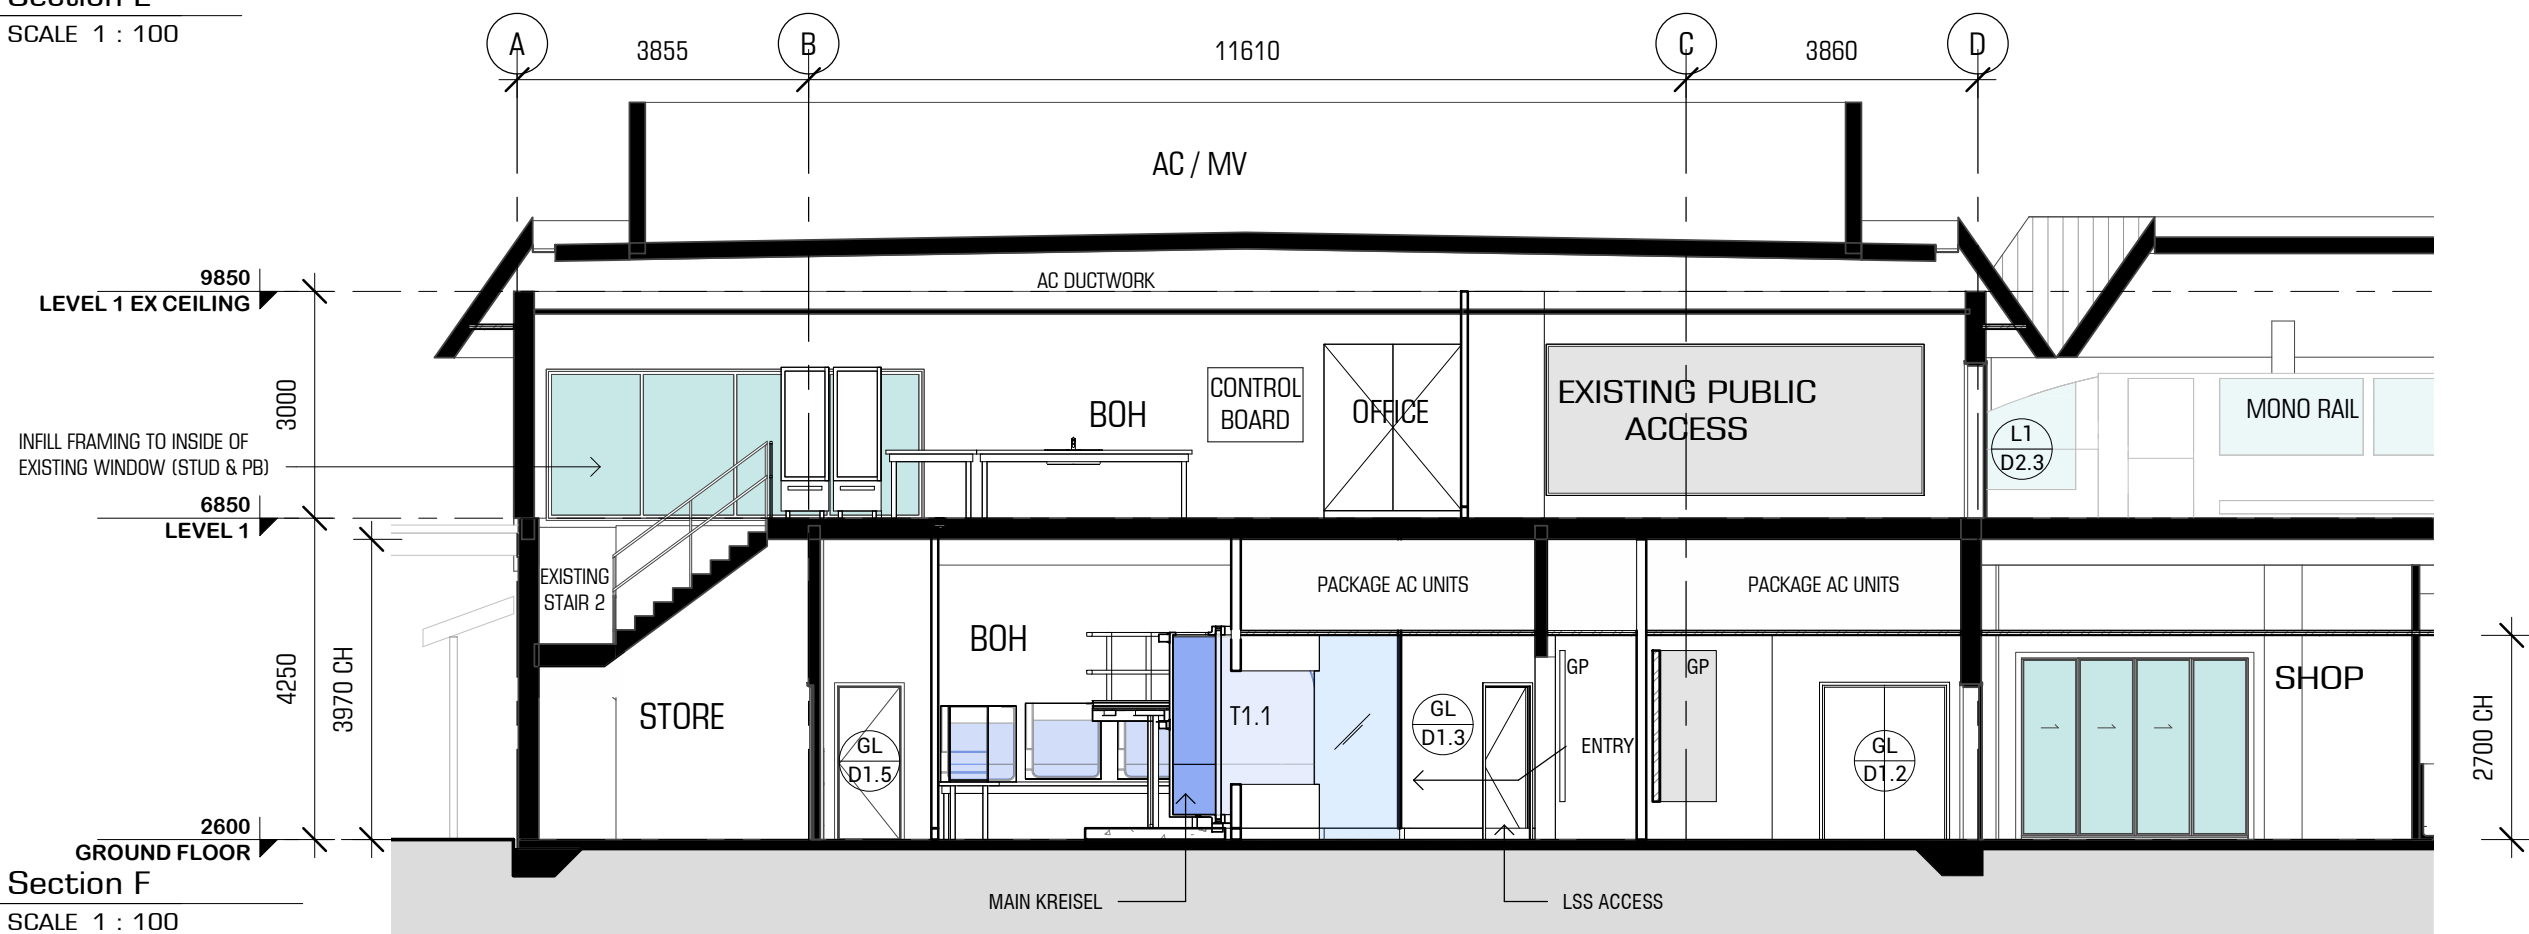 Section E
SCALE 1 : 100
A
3855
B
11610
C
3860
D
AC / MV
AC DUCTWORK
9850
LEVEL 1 EX CEILING
3000
INFILL FRAMING TO INSIDE OF
EXISTING WINDOW (STUD & PB)
BOH
CONTROL
BOARD
OFFICE
EXISTING PUBLIC
ACCESS
L1
D2.3
MONO RAIL
6850
LEVEL 1
EXISTING
STAIR 2
PACKAGE AC UNITS
PACKAGE AC UNITS
4250
3970 CH
STORE
GL
D1.5
BOH
T1.1
GL
D1.3
ENTRY
GP
GP
GL
D1.2
SHOP
2700 CH
2600
GROUND FLOOR
MAIN KREISEL
LSS ACCESS
Section F
SCALE 1 : 100